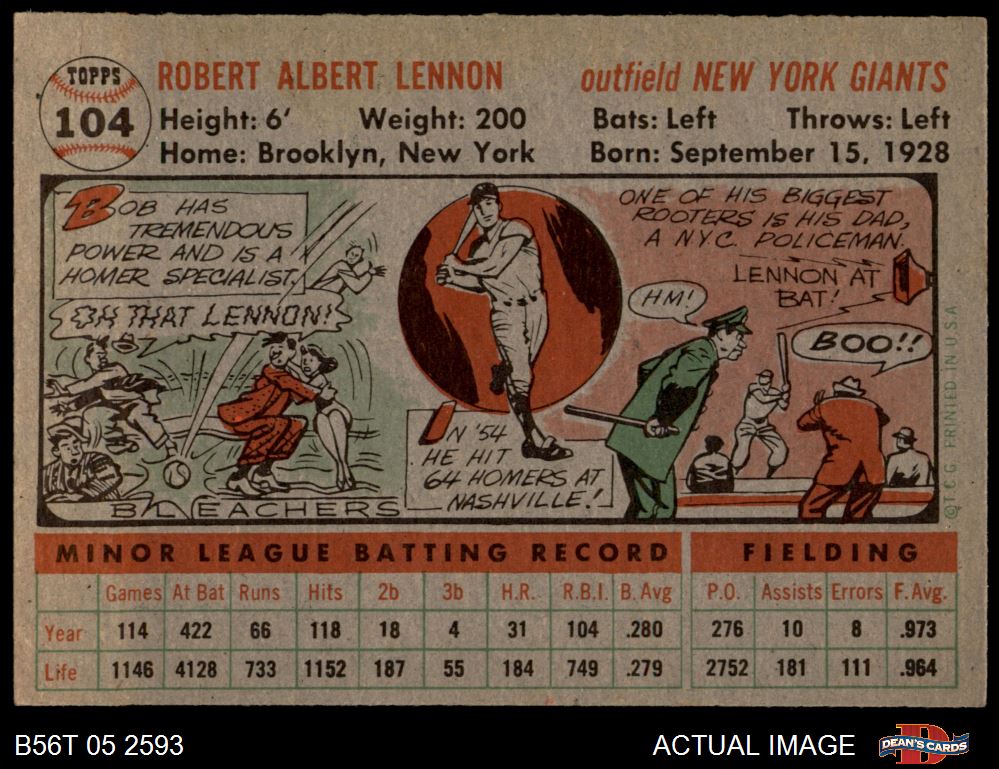 TOPPS
104
ROBERT ALBERT LENNON
outfield NEW YORK GIANTS
Height: 6' Weight: 200 Bats: Left Throws: Left
Home: Brooklyn, New York Born: September 15, 1928
BOB HAS
TREMENDOUS
POWER AND IS A
HOMER SPECIALIST.
OH THAT LENNON!
BLEACHERS
IN '54
HE HIT
64 HOMERS AT
NASHVILLE!
ONE OF HIS BIGGEST
ROOTERS IS HIS DAD,
A N.Y.C. POLICEMAN.
LENNON AT
BAT!
HM!
BOO!!
©T.C.G. PRINTED IN U.S.A.
MINOR LEAGUE BATTING RECORD FIELDING
Games At Bat Runs Hits 2b 3b H.R. R.B.I. B. Avg P.O. Assists Errors F. Avg.
Year 114 422 66 118 18 4 31 104 .280 276 10 8 .973
Life 1146 4128 733 1152 187 55 184 749 .279 2752 181 111 .964
B56T 05 2593
ACTUAL IMAGE
D
DEAN'S CARDS